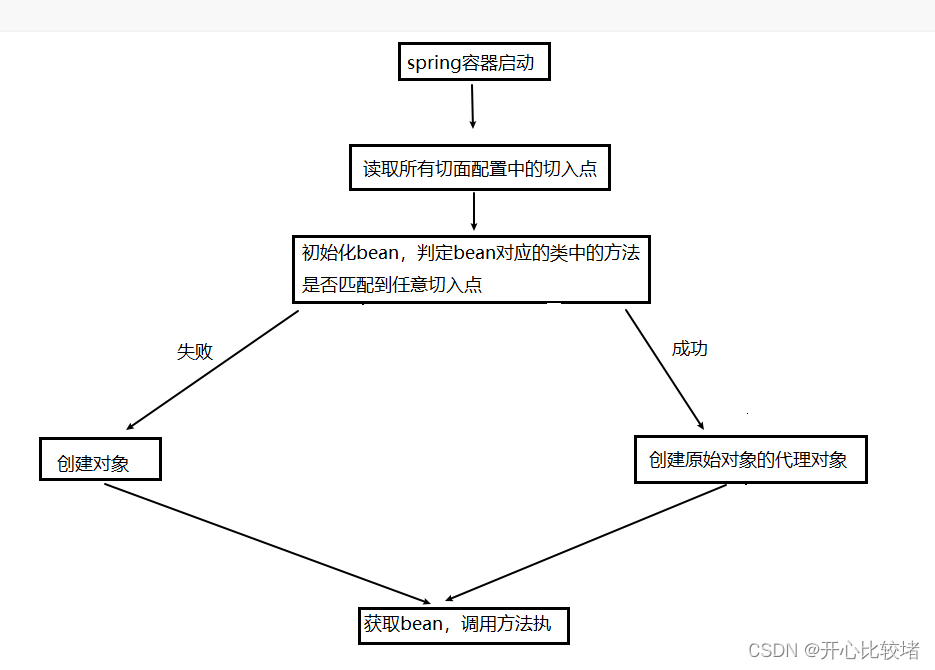 spring容器启动
读取所有切面配置中的切入点
初始化bean，判定bean对应的类中的方法
是否匹配到任意切入点
失败
成功
创建对象
创建原始对象的代理对象
获取bean，调用方法执
CSDN @开心比较堵